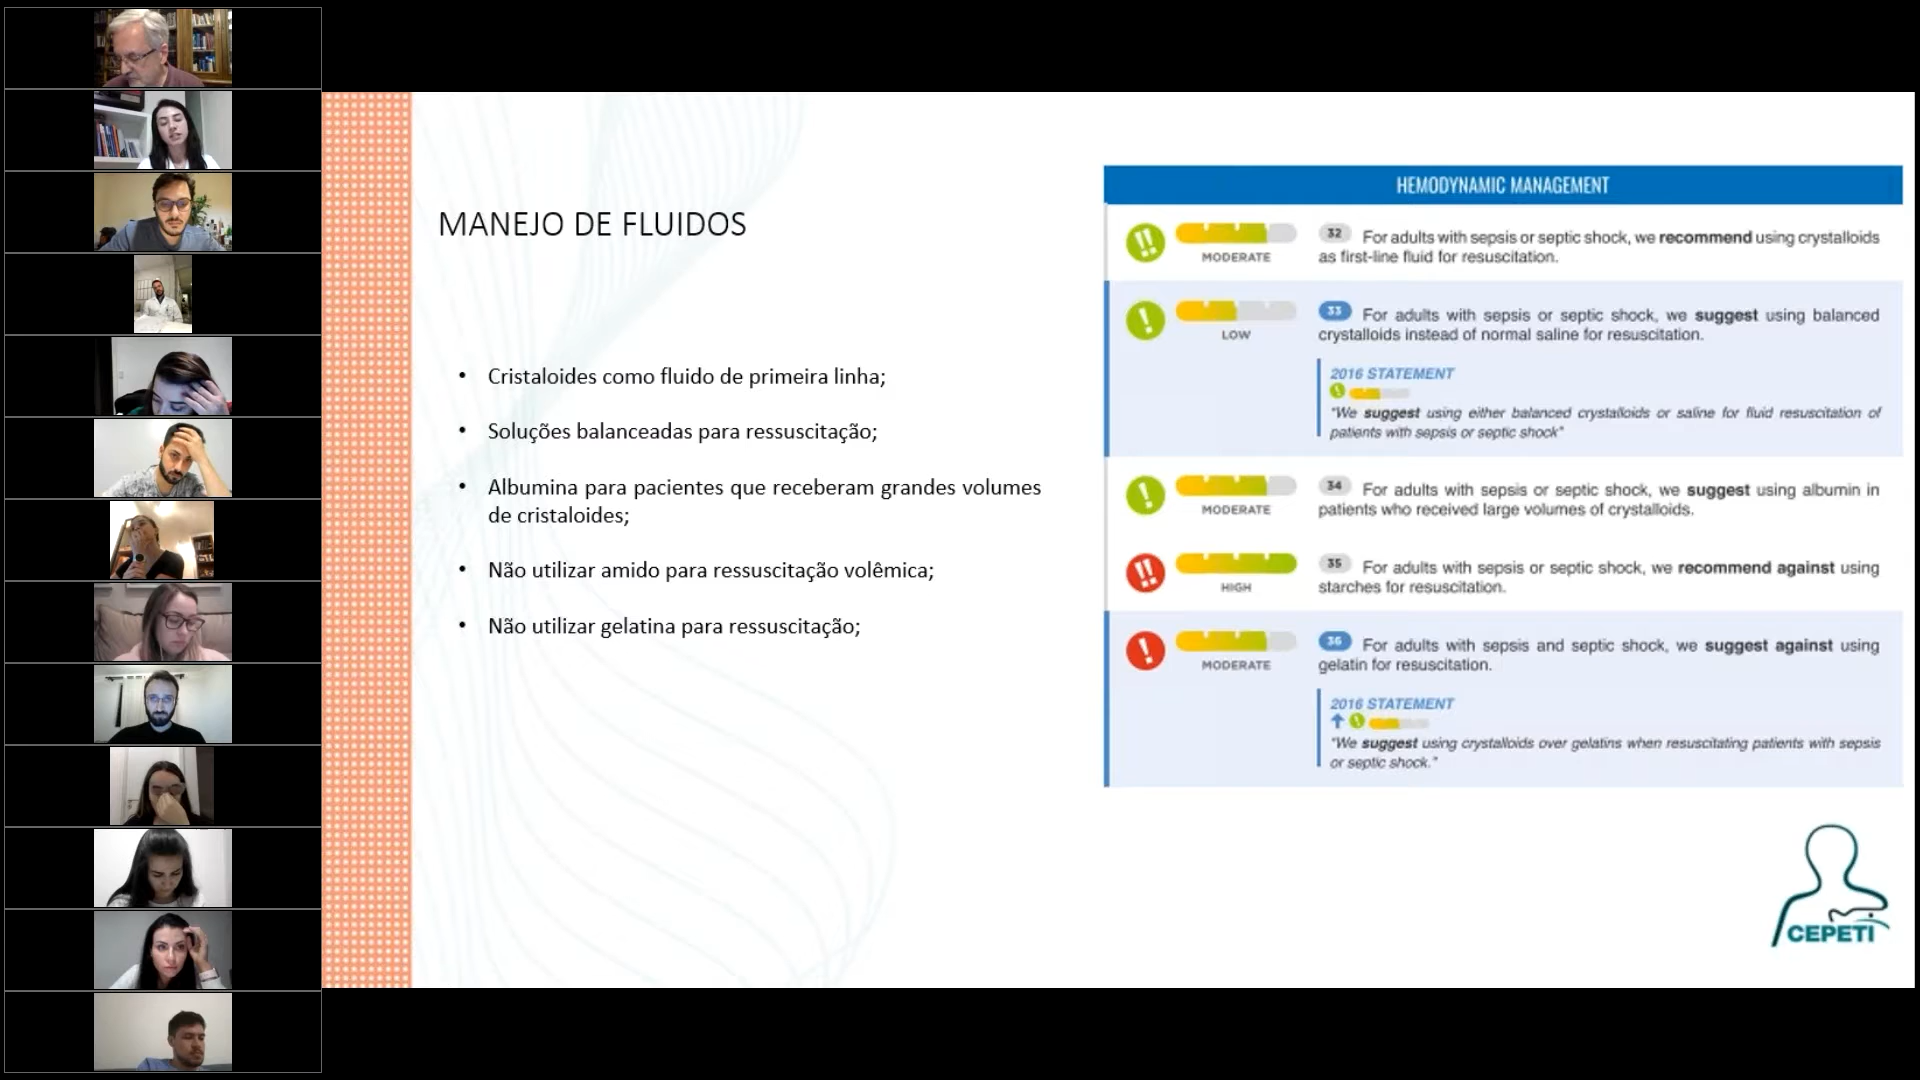 MANEJO DE FLUIDOS
• Cristaloides como fluido de primeira linha;
• Soluções balanceadas para ressuscitação;
• Albumina para pacientes que receberam grandes volumes
de cristaloides;
• Não utilizar amido para ressuscitação volêmica;
• Não utilizar gelatina para ressuscitação;
HEMODYNAMIC MANAGEMENT
!! MODERATE
32 For adults with sepsis or septic shock, we recommend using crystalloids
as first-line fluid for resuscitation.
! LOW
33 For adults with sepsis or septic shock, we suggest using balanced
crystalloids instead of normal saline for resuscitation.
2016 STATEMENT
!
"We suggest using either balanced crystalloids or saline for fluid resuscitation of
patients with sepsis or septic shock"
! MODERATE
34 For adults with sepsis or septic shock, we suggest using albumin in
patients who received large volumes of crystalloids.
!! HIGH
35 For adults with sepsis or septic shock, we recommend against using
starches for resuscitation.
! MODERATE
36 For adults with sepsis and septic shock, we suggest against using
gelatin for resuscitation.
2016 STATEMENT
!
"We suggest using crystalloids over gelatins when resuscitating patients with sepsis
or septic shock."
CEPETI